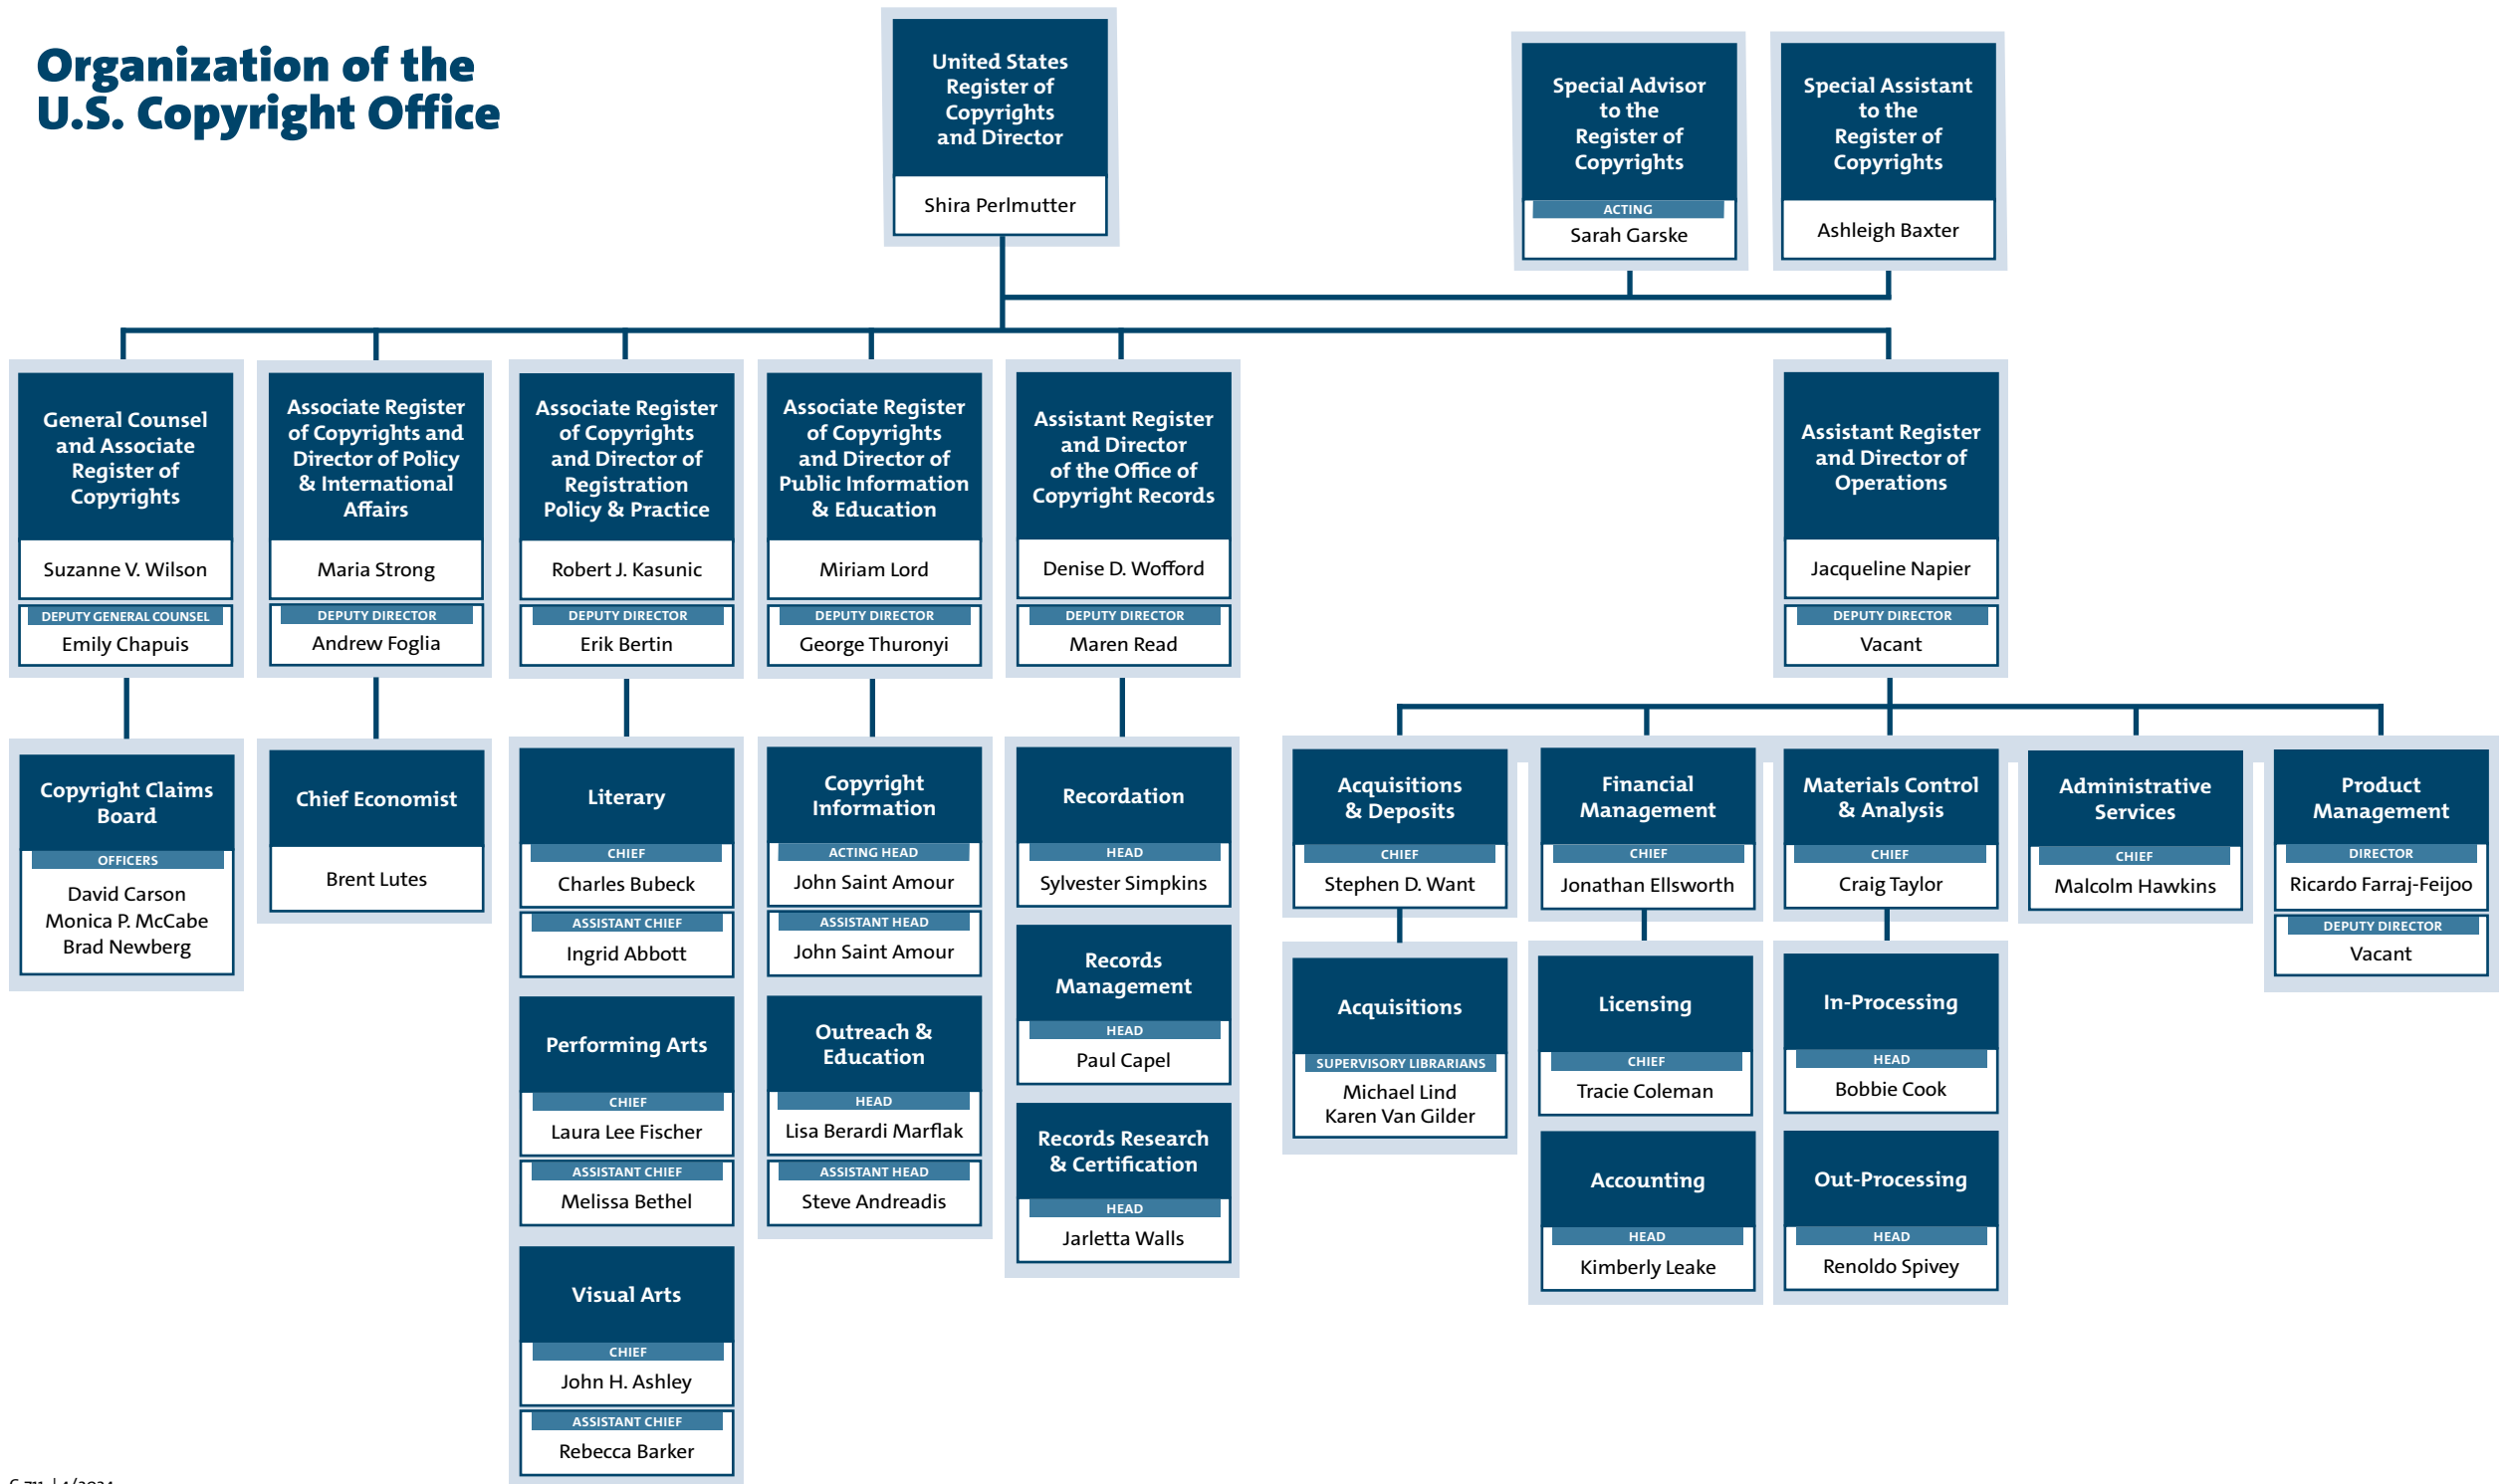 Organization of the
U.S. Copyright Office
United States
Register of
Copyrights
and Director
Shira Perlmutter
Special Advisor
to the
Register of
Copyrights
ACTING
Sarah Garske
Special Assistant
to the
Register of
Copyrights
Ashleigh Baxter
General Counsel
and Associate
Register of
Copyrights
Suzanne V. Wilson
DEPUTY GENERAL COUNSEL
Emily Chapuis
Associate Register
of Copyrights and
Director of Policy
& International
Affairs
Maria Strong
DEPUTY DIRECTOR
Andrew Foglia
Associate Register
of Copyrights
and Director of
Registration
Policy & Practice
Robert J. Kasunic
DEPUTY DIRECTOR
Erik Bertin
Associate Register
of Copyrights
and Director of
Public Information
& Education
Miriam Lord
DEPUTY DIRECTOR
George Thuronyi
Assistant Register
and Director
of the Office of
Copyright Records
Denise D. Wofford
DEPUTY DIRECTOR
Maren Read
Assistant Register
and Director of
Operations
Jacqueline Napier
DEPUTY DIRECTOR
Vacant
Copyright Claims
Board
OFFICERS
David Carson
Monica P. McCabe
Brad Newberg
Chief Economist
Brent Lutes
Literary
CHIEF
Charles Bubeck
ASSISTANT CHIEF
Ingrid Abbott
Performing Arts
CHIEF
Laura Lee Fischer
ASSISTANT CHIEF
Melissa Bethel
Visual Arts
CHIEF
John H. Ashley
ASSISTANT CHIEF
Rebecca Barker
Copyright
Information
ACTING HEAD
John Saint Amour
ASSISTANT HEAD
John Saint Amour
Outreach &
Education
HEAD
Lisa Berardi Marflak
ASSISTANT HEAD
Steve Andreadis
Recordation
HEAD
Sylvester Simpkins
Records
Management
HEAD
Paul Capel
Records Research
& Certification
HEAD
Jarletta Walls
Acquisitions
& Deposits
CHIEF
Stephen D. Want
Acquisitions
SUPERVISORY LIBRARIANS
Michael Lind
Karen Van Gilder
Financial
Management
CHIEF
Jonathan Ellsworth
Licensing
CHIEF
Tracie Coleman
Accounting
HEAD
Kimberly Leake
Materials Control
& Analysis
CHIEF
Craig Taylor
In-Processing
HEAD
Bobbie Cook
Out-Processing
HEAD
Renoldo Spivey
Administrative
Services
CHIEF
Malcolm Hawkins
Product
Management
DIRECTOR
Ricardo Farraj-Feijoo
DEPUTY DIRECTOR
Vacant